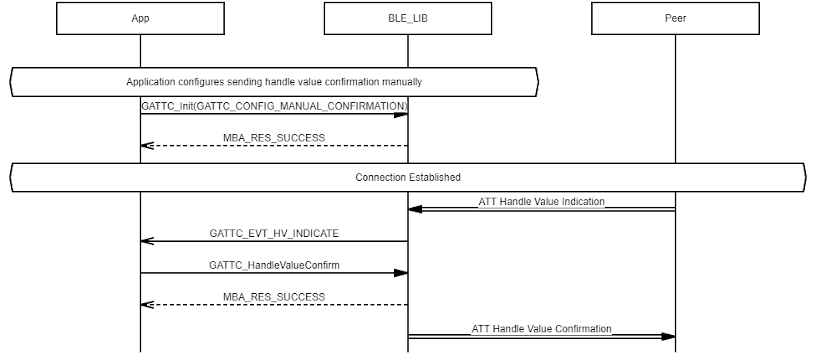 App
BLE_LIB
Peer
Application configures sending handle value confirmation manually
GATTC_Init(GATTC_CONFIG_MANUAL_CONFIRMATION)
MBA_RES_SUCCESS
Connection Established
ATT Handle Value Indication
GATTC_EVT_HV_INDICATE
GATTC_HandleValueConfirm
MBA_RES_SUCCESS
ATT Handle Value Confirmation